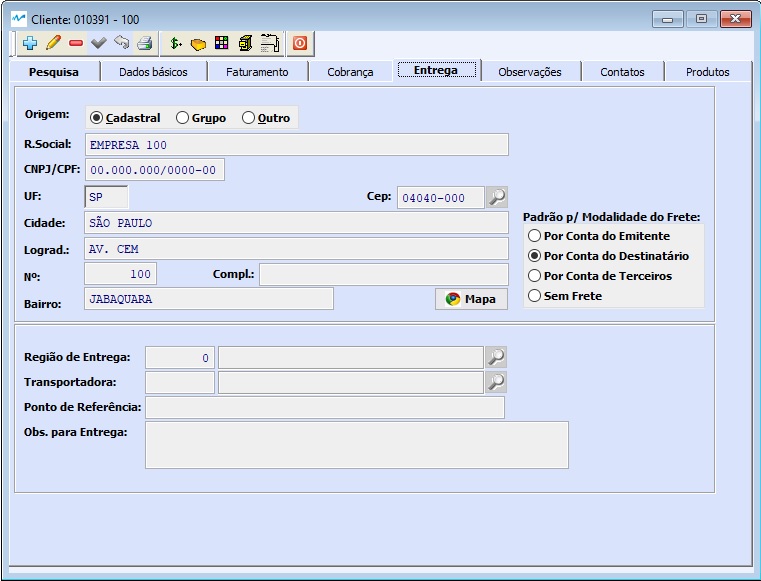 Cliente: 010391 - 100
Pesquisa Dados básicos Faturamento Cobrança Entrega Observações Contatos Produtos
Origem: Cadastral Grupo Outro
R.Social: EMPRESA 100
CNPJ/CPF: 00.000.000/0000-00
UF: SP Cep: 04040-000
Cidade: SÃO PAULO
Lograd.: AV. CEM
Nº: 100 Compl.:
Bairro: JABAQUARA Mapa
Padrão p/ Modalidade do Frete:
Por Conta do Emitente
Por Conta do Destinatário
Por Conta de Terceiros
Sem Frete
Região de Entrega: 0
Transportadora:
Ponto de Referência:
Obs. para Entrega: